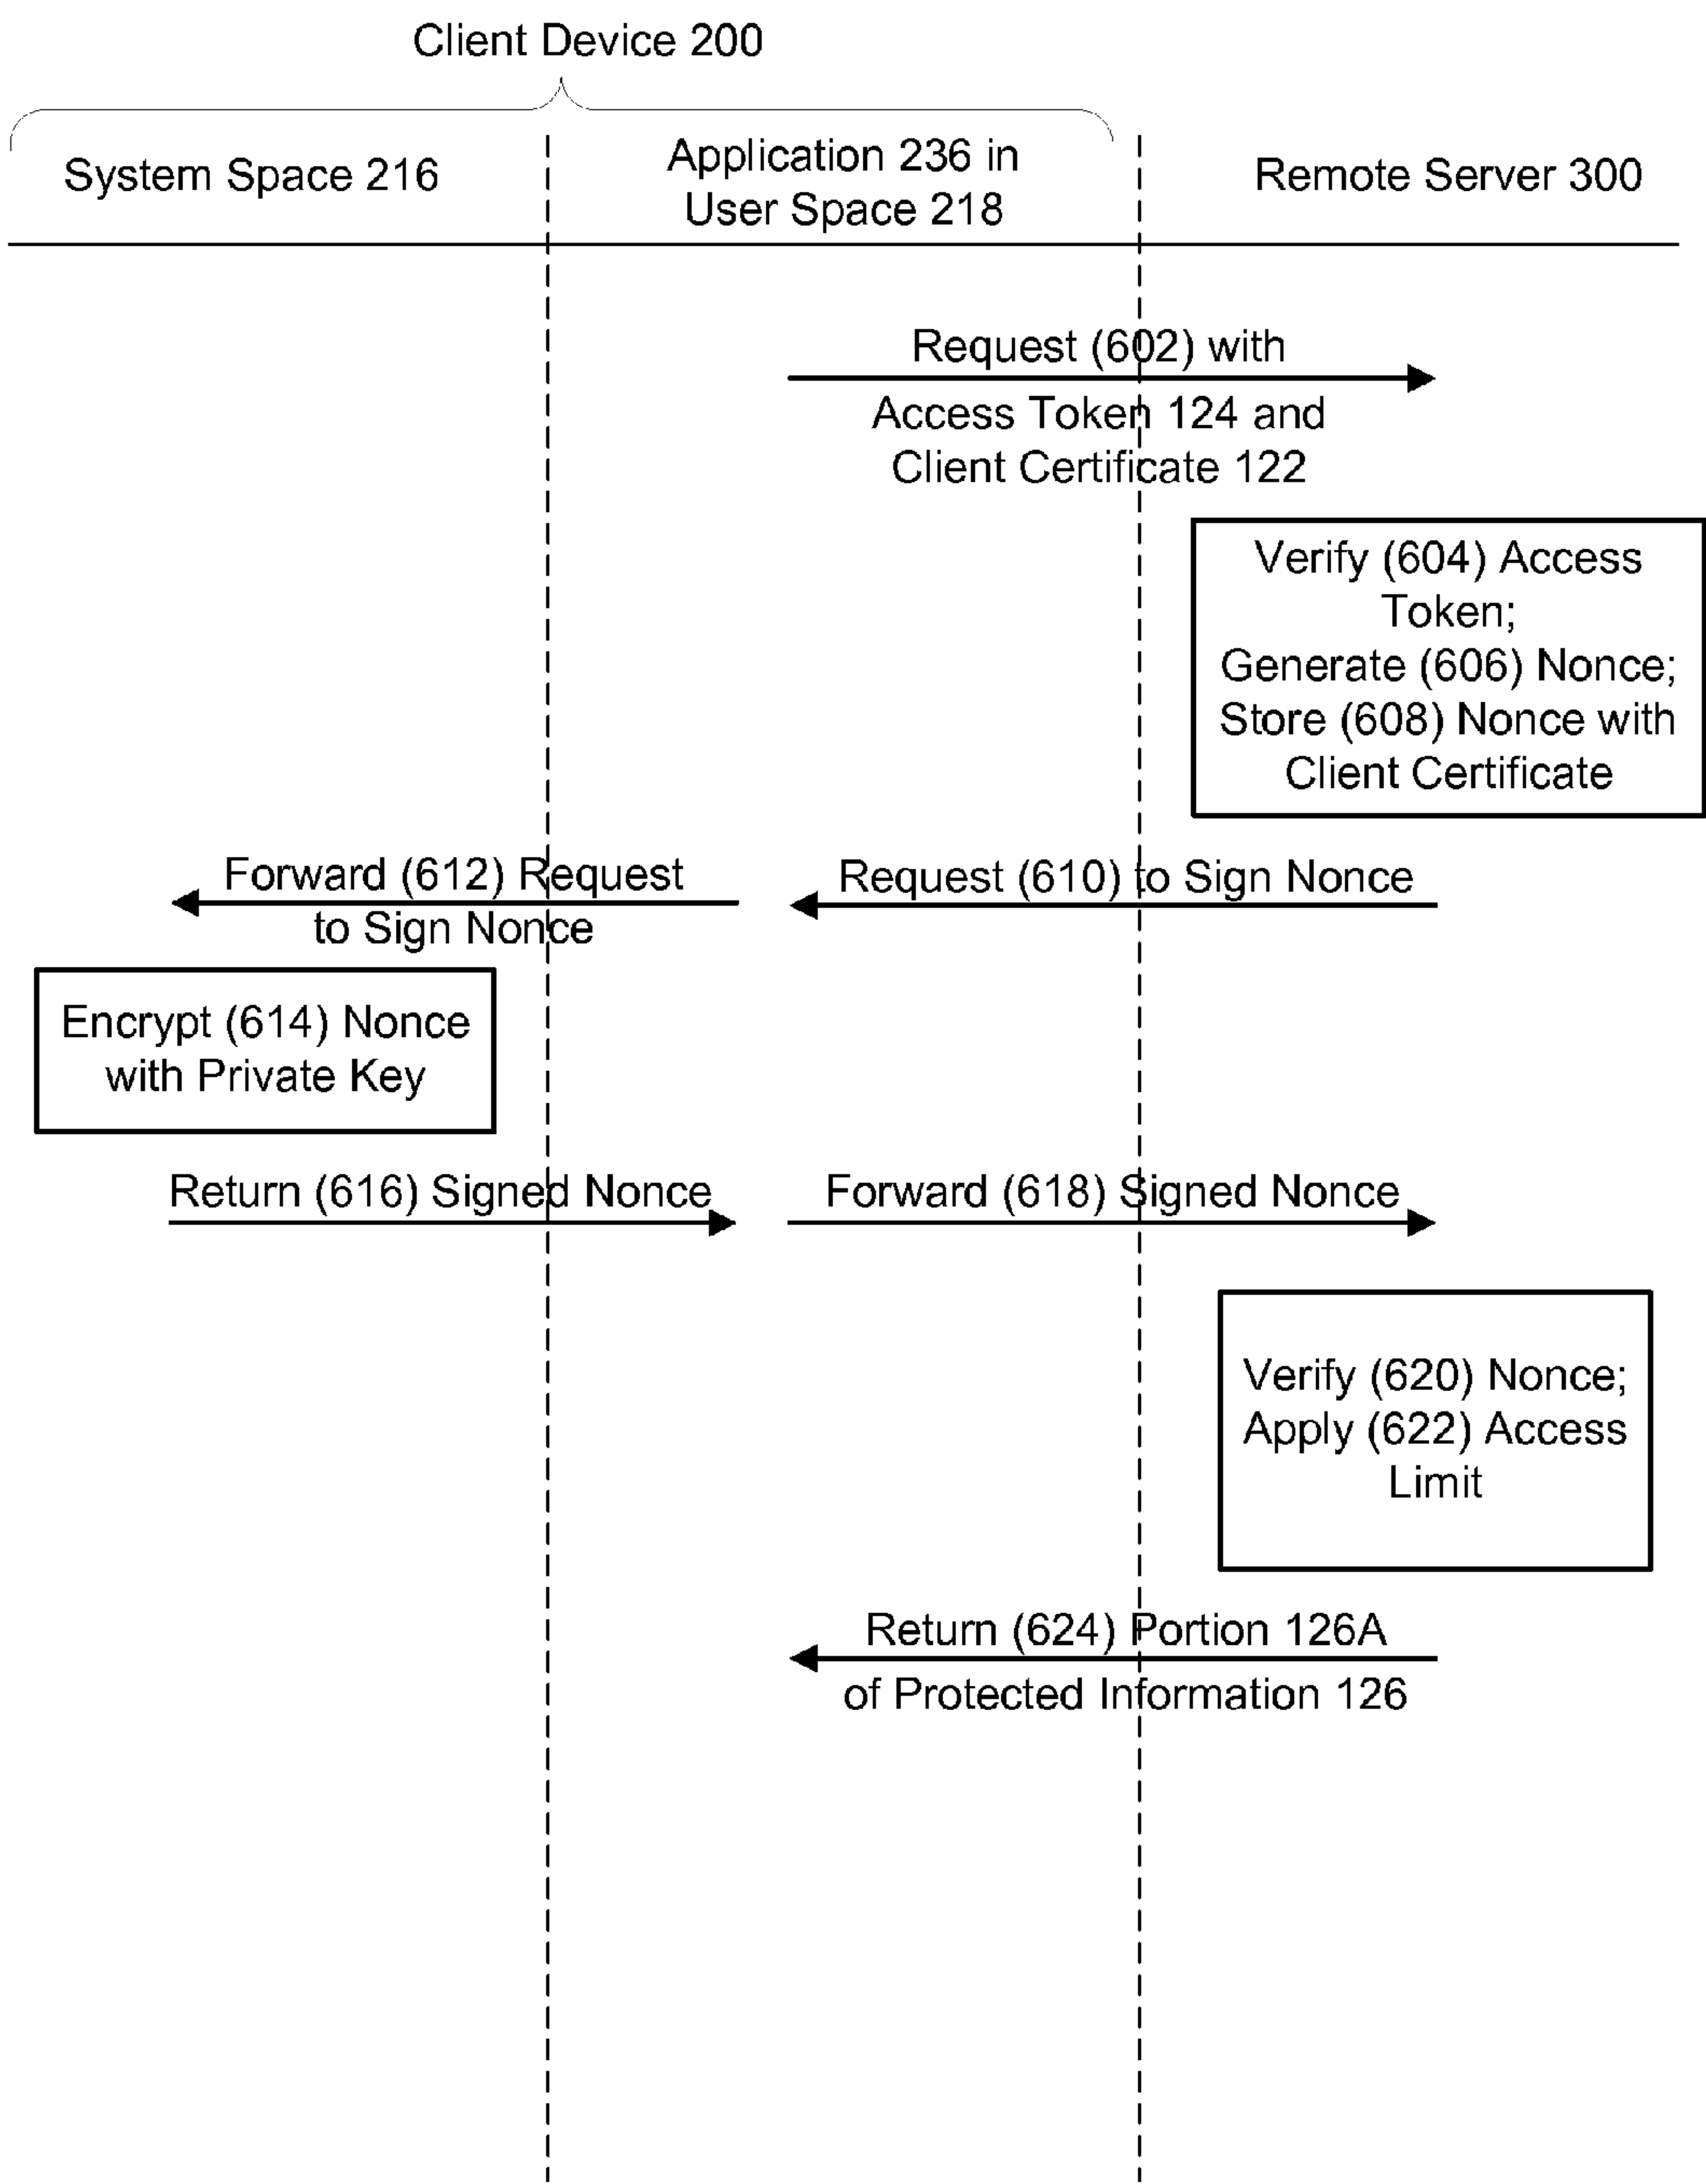 Client Device 200
System Space 216
Application 236 in
User Space 218
Remote Server 300
Request (602) with
Access Token 124 and
Client Certificate 122
Verify (604) Access
Token;
Generate (606) Nonce;
Store (608) Nonce with
Client Certificate
Forward (612) Request
to Sign Nonce
Request (610) to Sign Nonce
Encrypt (614) Nonce
with Private Key
Return (616) Signed Nonce
Forward (618) Signed Nonce
Verify (620) Nonce;
Apply (622) Access
Limit
Return (624) Portion 126A
of Protected Information 126